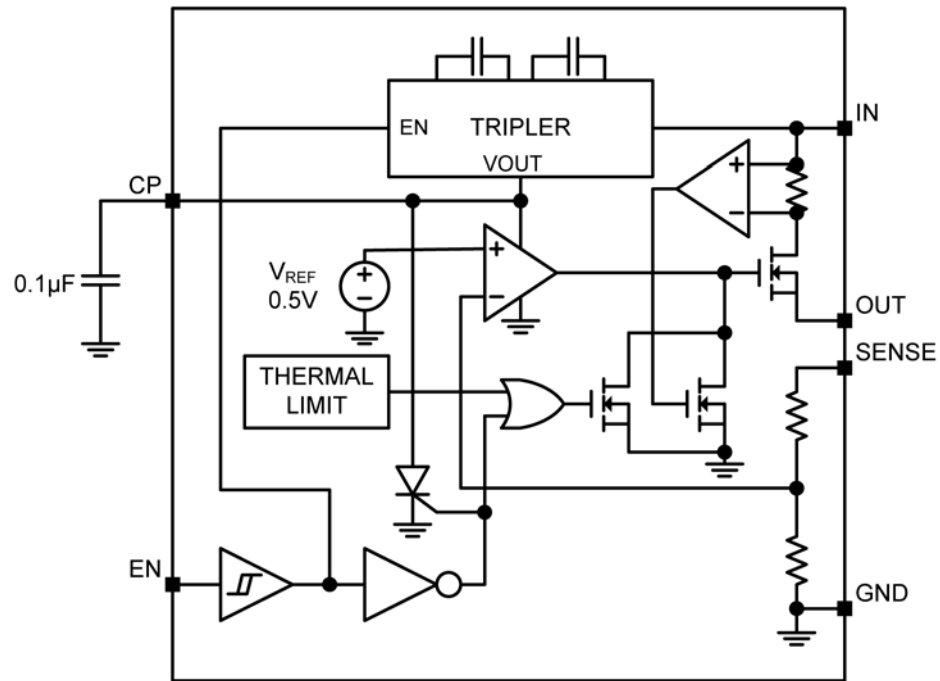 IN
EN
TRIPLER
VOUT
CP
+
−
+
−
+
−
0.1µF
VREF
0.5V
OUT
SENSE
THERMAL
LIMIT
EN
GND